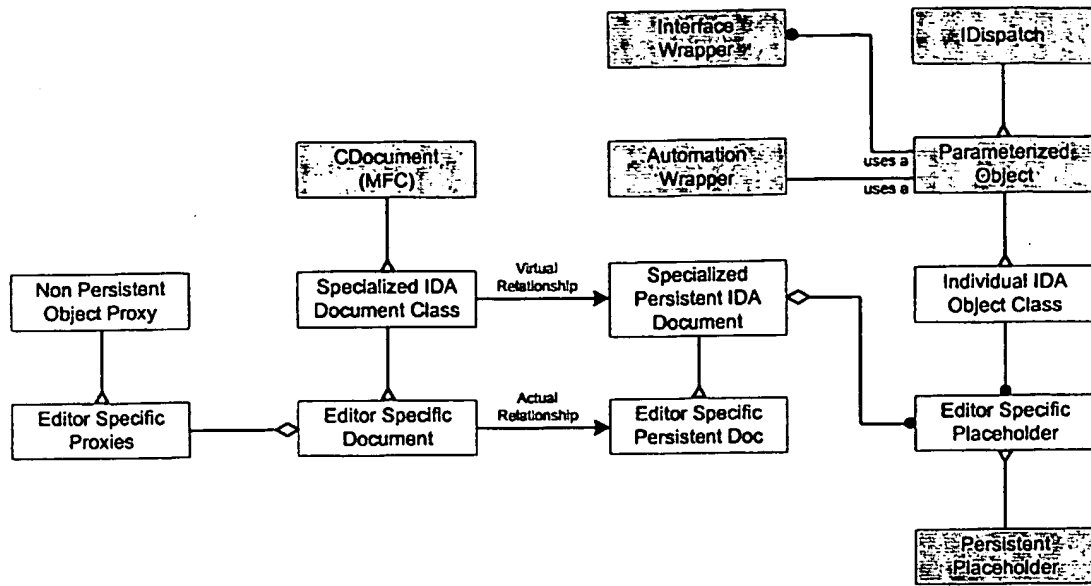 Interface
Wrapper
IDispatch
CDocument
(MFC)
Automation
Wrapper
uses a
uses a
Parameterized
Object
Non Persistent
Object Proxy
Specialized IDA
Document Class
Virtual
Relationship
Specialized
Persistent IDA
Document
Individual IDA
Object Class
Editor Specific
Proxies
Editor Specific
Document
Actual
Relationship
Editor Specific
Persistent Doc
Editor Specific
Placeholder
Persistent
Placeholder